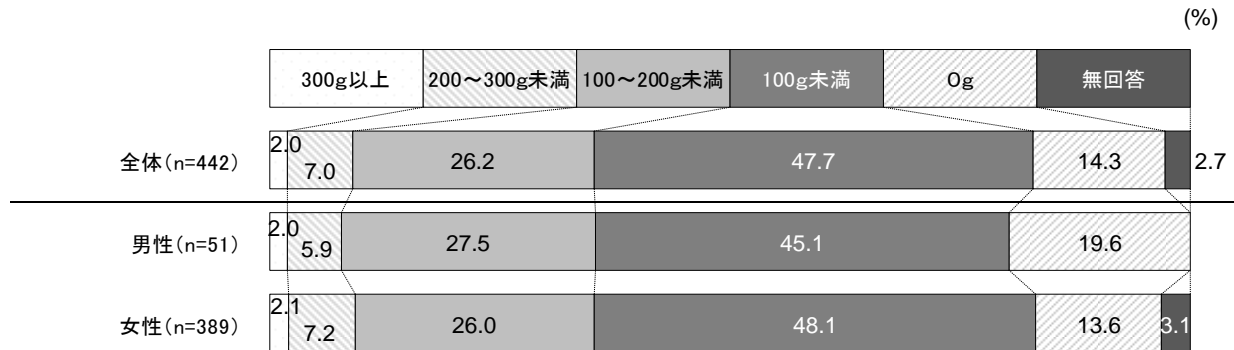 (%)
300g以上 200～300g未満 100～200g未満 100g未満 0g 無回答
全体(n=442) 2.0 7.0 26.2 47.7 14.3 2.7
男性(n=51) 2.0 5.9 27.5 45.1 19.6
女性(n=389) 2.1 7.2 26.0 48.1 13.6 3.1